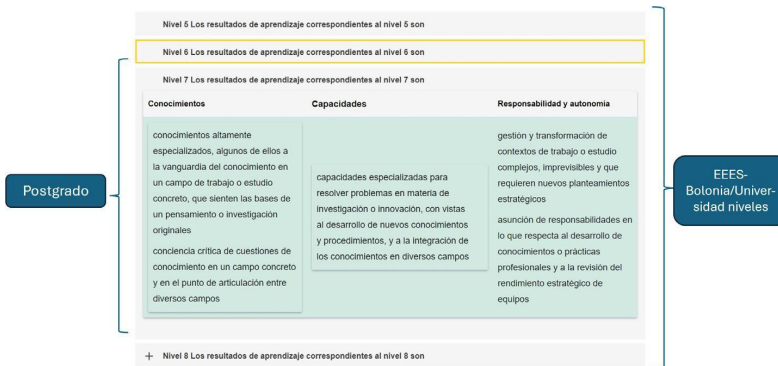 Nivel 5 Los resultados de aprendizaje correspondientes al nivel 5 son
Nivel 6 Los resultados de aprendizaje correspondientes al nivel 6 son
Nivel 7 Los resultados de aprendizaje correspondientes al nivel 7 son
Conocimientos
conocimientos altamente
especializados, algunos de ellos a
la vanguardia del conocimiento en
un campo de trabajo o estudio
concreto, que sienten las bases de
un pensamiento o investigación
originales
conciencia crítica de cuestiones de
conocimiento en un campo concreto
y en el punto de articulación entre
diversos campos
Capacidades
capacidades especializadas para
resolver problemas en materia de
investigación o innovación, con vistas
al desarrollo de nuevos conocimientos
y procedimientos, y a la integración de
los conocimientos en diversos campos
Responsabilidad y autonomía
gestión y transformación de
contextos de trabajo o estudio
complejos, imprevisibles y que
requieren nuevos planteamientos
estratégicos
asunción de responsabilidades en
lo que respecta al desarrollo de
conocimientos o prácticas
profesionales y a la revisión del
rendimiento estratégico de
equipos
+ Nivel 8 Los resultados de aprendizaje correspondientes al nivel 8 son
Postgrado
EEES-
Bolonia/Univer-
sidad niveles